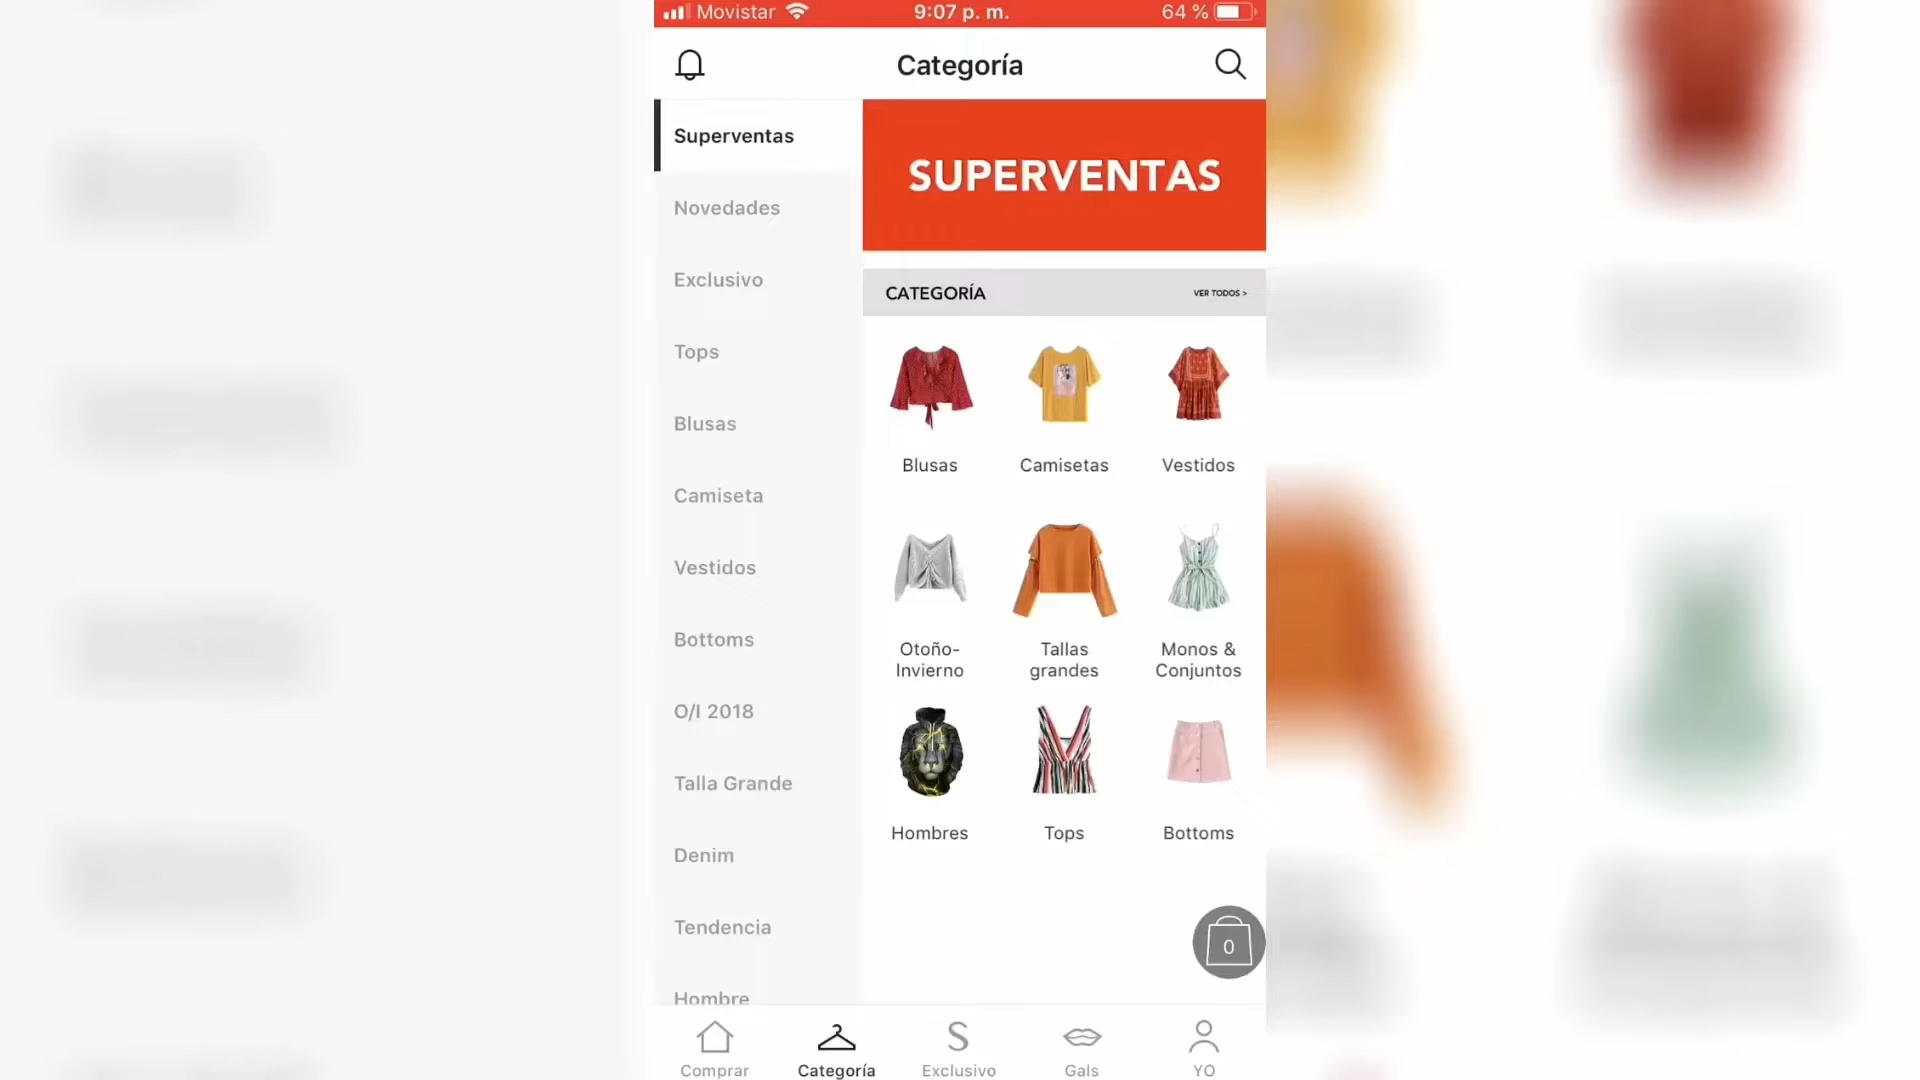 Movistar
9:07 p. m.
64 %
Categoría
Superventas
Novedades
Exclusivo
Tops
Blusas
Camiseta
Vestidos
Bottoms
O/I 2018
Talla Grande
Denim
Tendencia
Hombre
SUPERVENTAS
CATEGORÍA
VER TODOS >
Blusas
Camisetas
Vestidos
Otoño-
Invierno
Tallas
grandes
Monos &
Conjuntos
Hombres
Tops
Bottoms
0
Comprar
Categoría
S
Exclusivo
Gals
YO